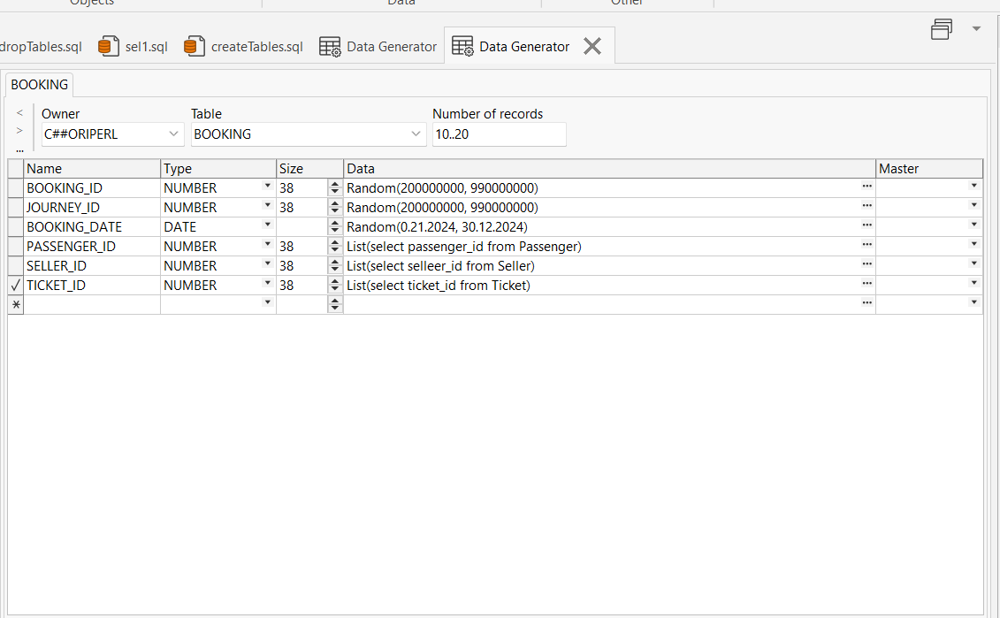 Objects Data Other
dropTables.sql sel1.sql createTables.sql Data Generator Data Generator
BOOKING
< Owner Table Number of records
> C##ORIPERL BOOKING 10..20
...
Name Type Size Data Master
BOOKING_ID NUMBER 38 Random(200000000, 990000000) ...
JOURNEY_ID NUMBER 38 Random(200000000, 990000000) ...
BOOKING_DATE DATE Random(0.21.2024, 30.12.2024) ...
PASSENGER_ID NUMBER 38 List(select passenger_id from Passenger) ...
SELLER_ID NUMBER 38 List(select selleer_id from Seller) ...
✓ TICKET_ID NUMBER 38 List(select ticket_id from Ticket) ...
* ...